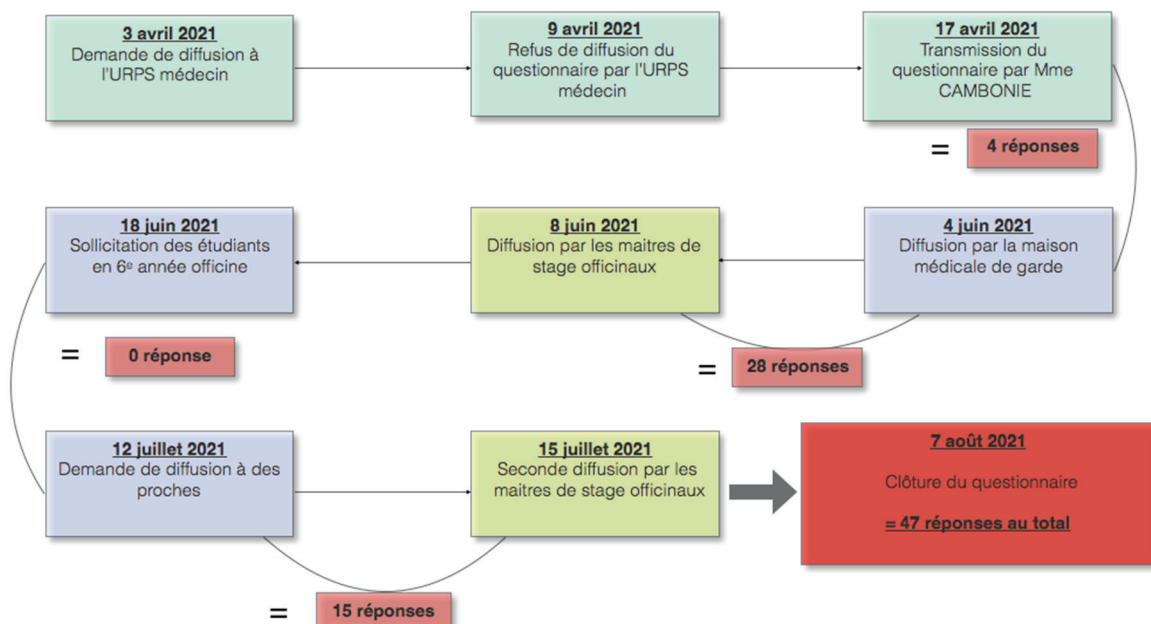 3 avril 2021
Demande de diffusion à
l'URPS médecin
9 avril 2021
Refus de diffusion du
questionnaire par l'URPS
médecin
17 avril 2021
Transmission du
questionnaire par Mme
CAMBONIE
= 4 réponses
4 juin 2021
Diffusion par la maison
médicale de garde
8 juin 2021
Diffusion par les maitres de
stage officinaux
= 28 réponses
18 juin 2021
Sollicitation des étudiants
en 6e année officine
= 0 réponse
12 juillet 2021
Demande de diffusion à des
proches
15 juillet 2021
Seconde diffusion par les
maitres de stage officinaux
= 15 réponses
7 août 2021
Clôture du questionnaire
= 47 réponses au total